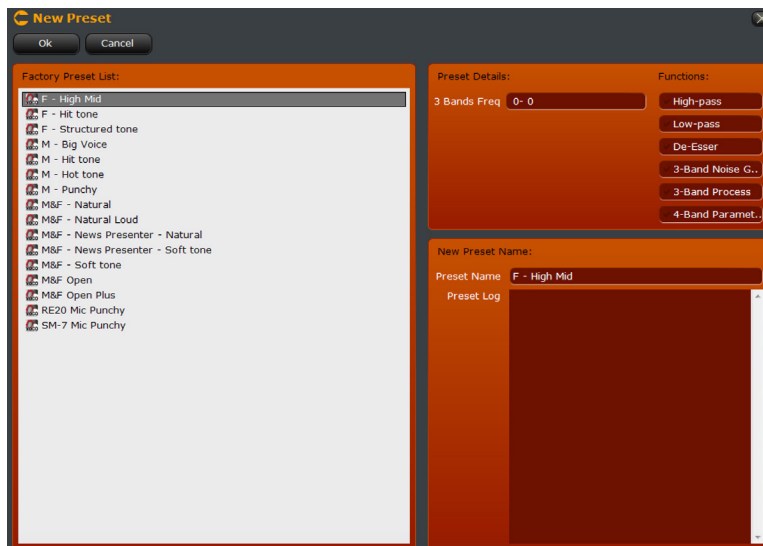 New Preset
Ok
Cancel
Factory Preset List:
F - High Mid
F - Hit tone
F - Structured tone
M - Big Voice
M - Hit tone
M - Hot tone
M - Punchy
M&F - Natural
M&F - Natural Loud
M&F - News Presenter - Natural
M&F - News Presenter - Soft tone
M&F - Soft tone
M&F Open
M&F Open Plus
RE20 Mic Punchy
SM-7 Mic Punchy
Preset Details:
Functions:
3 Bands Freq 0- 0
High-pass
Low-pass
De-Esser
3-Band Noise G..
3-Band Process
4-Band Paramet..
New Preset Name:
Preset Name F - High Mid
Preset Log